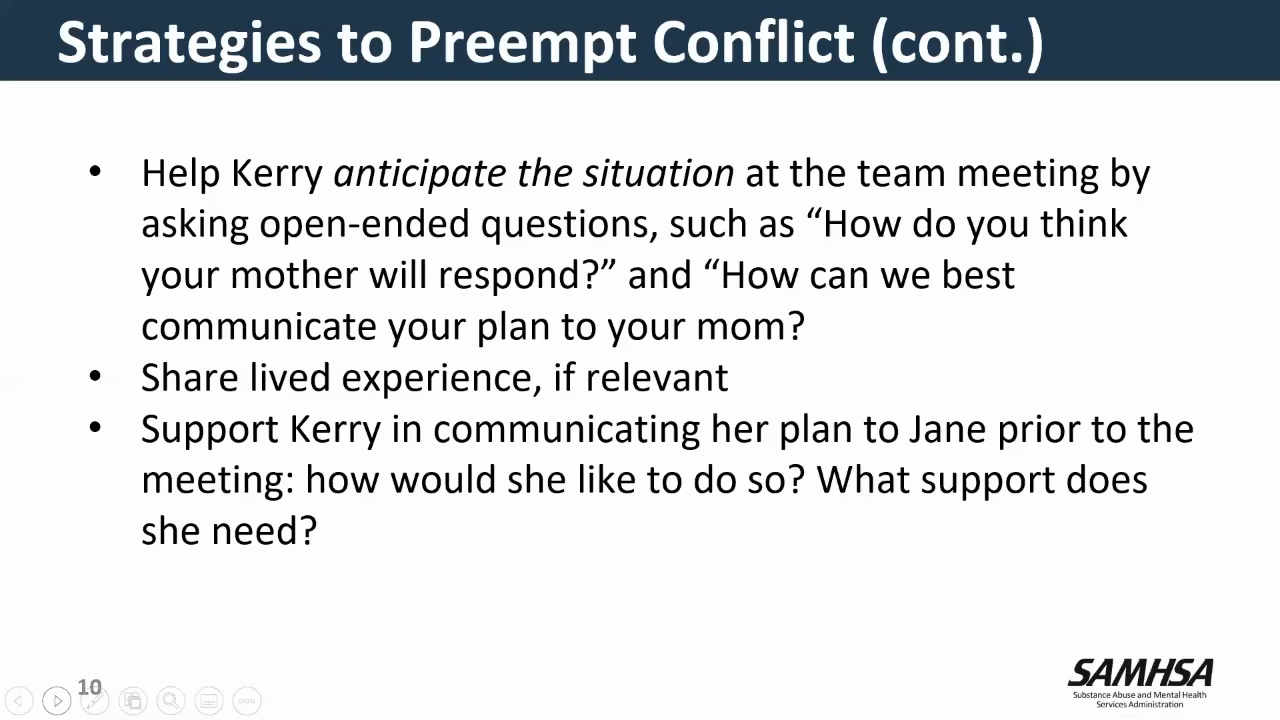 Strategies to Preempt Conflict (cont.)
• Help Kerry anticipate the situation at the team meeting by
asking open-ended questions, such as “How do you think
your mother will respond?” and “How can we best
communicate your plan to your mom?
• Share lived experience, if relevant
• Support Kerry in communicating her plan to Jane prior to the
meeting: how would she like to do so? What support does
she need?
10
SAMHSA
Substance Abuse and Mental Health
Services Administration